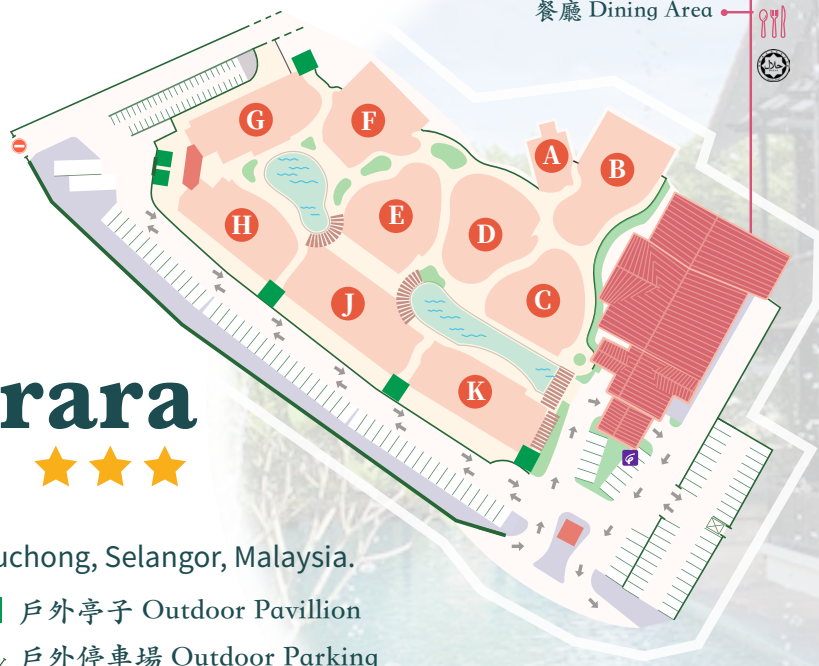 餐廳 Dining Area
حلال
G
F
A
B
H
E
D
J
C
K
rara
uchong, Selangor, Malaysia.
戶外亭子 Outdoor Pavillion
戶外停車場 Outdoor Parking